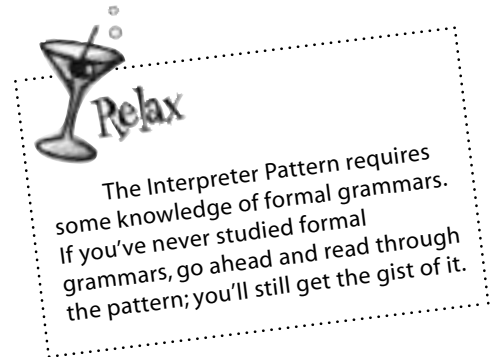 Relax
The Interpreter Pattern requires
some knowledge of formal grammars.
If you’ve never studied formal
grammars, go ahead and read through
the pattern; you’ll still get the gist of it.